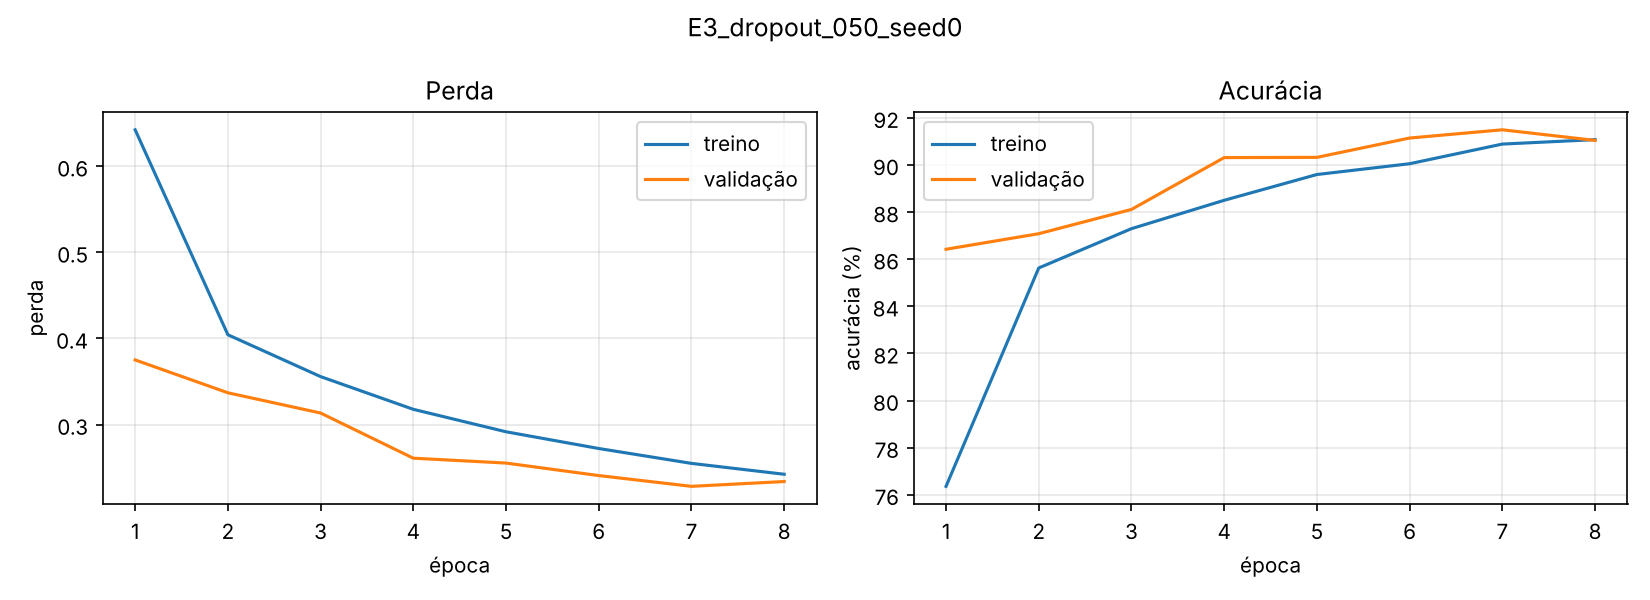 E3_dropout_050_seed0
Perda
treino
validação
0.6
0.5
0.4
0.3
perda
1 2 3 4 5 6 7 8
época
Acurácia
treino
validação
92
90
88
86
84
82
80
78
76
acurácia (%)
1 2 3 4 5 6 7 8
época